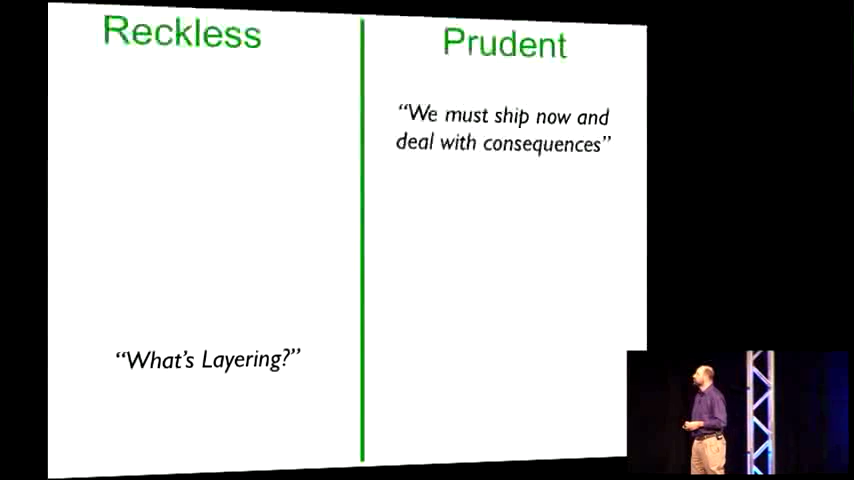 Reckless
Prudent
“We must ship now and
deal with consequences”
“What’s Layering?”